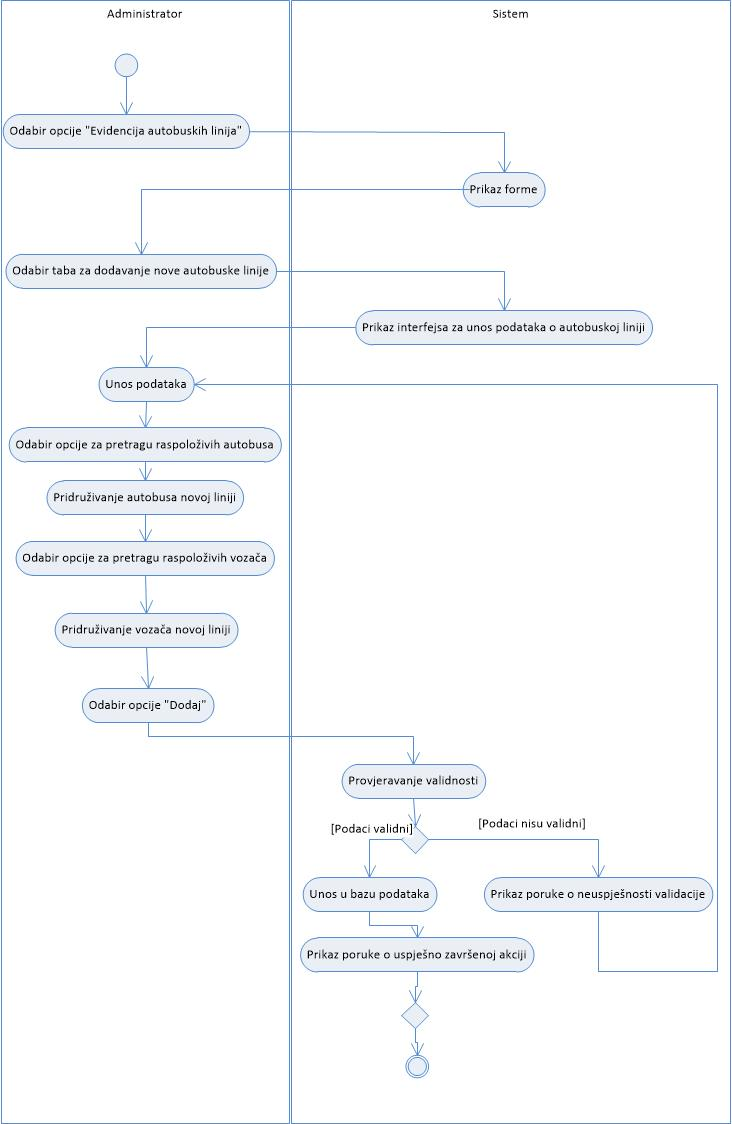 Administrator
Sistem
Odabir opcije "Evidencija autobuskih linija"
Prikaz forme
Odabir taba za dodavanje nove autobuske linije
Prikaz interfejsa za unos podataka o autobuskoj liniji
Unos podataka
Odabir opcije za pretragu raspoloživih autobusa
Pridruživanje autobusa novoj liniji
Odabir opcije za pretragu raspoloživih vozača
Pridruživanje vozača novoj liniji
Odabir opcije "Dodaj"
Provjeravanje validnosti
[Podaci validni]
[Podaci nisu validni]
Unos u bazu podataka
Prikaz poruke o neuspješnosti validacije
Prikaz poruke o uspješno završenoj akciji